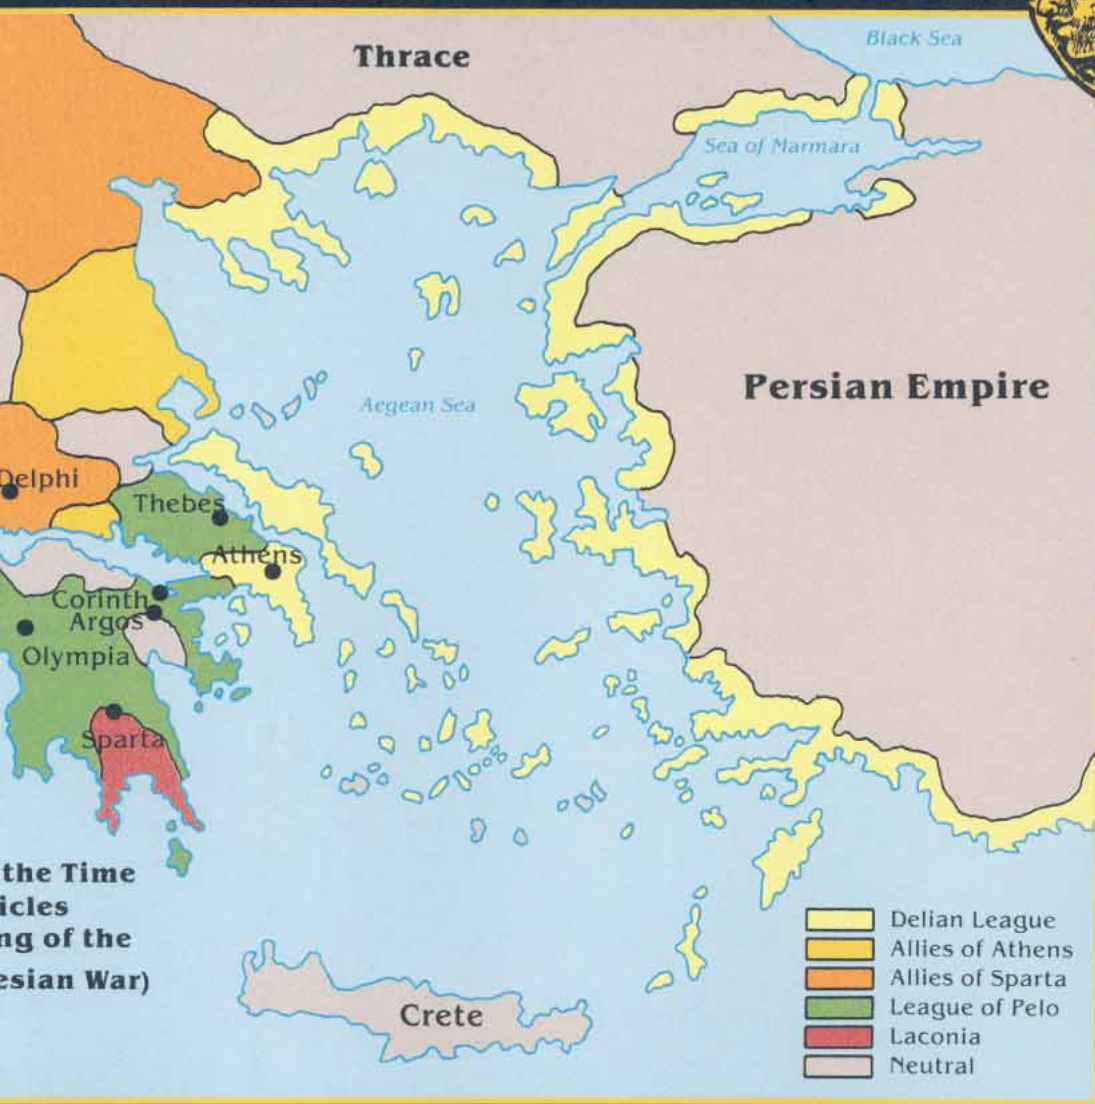 Black Sea
Thrace
Sea of Marmara
Persian Empire
Aegean Sea
Delphi
Thebes
Athens
Corinth
Argos
Olympia
Sparta
the Time
icles
ng of the
esian War)
Crete
Delian League
Allies of Athens
Allies of Sparta
League of Pelo
Laconia
Neutral